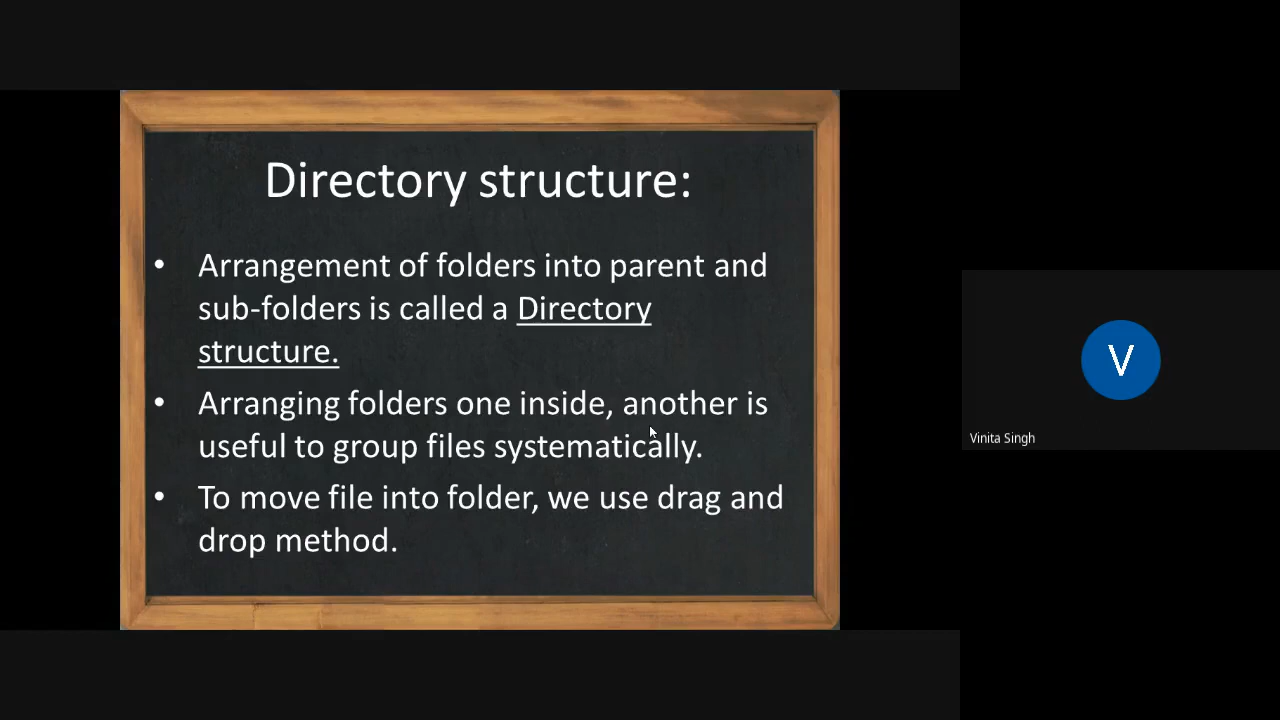 Directory structure:
• Arrangement of folders into parent and
sub-folders is called a Directory
structure.
• Arranging folders one inside, another is
useful to group files systematically.
• To move file into folder, we use drag and
drop method.
V
Vinita Singh